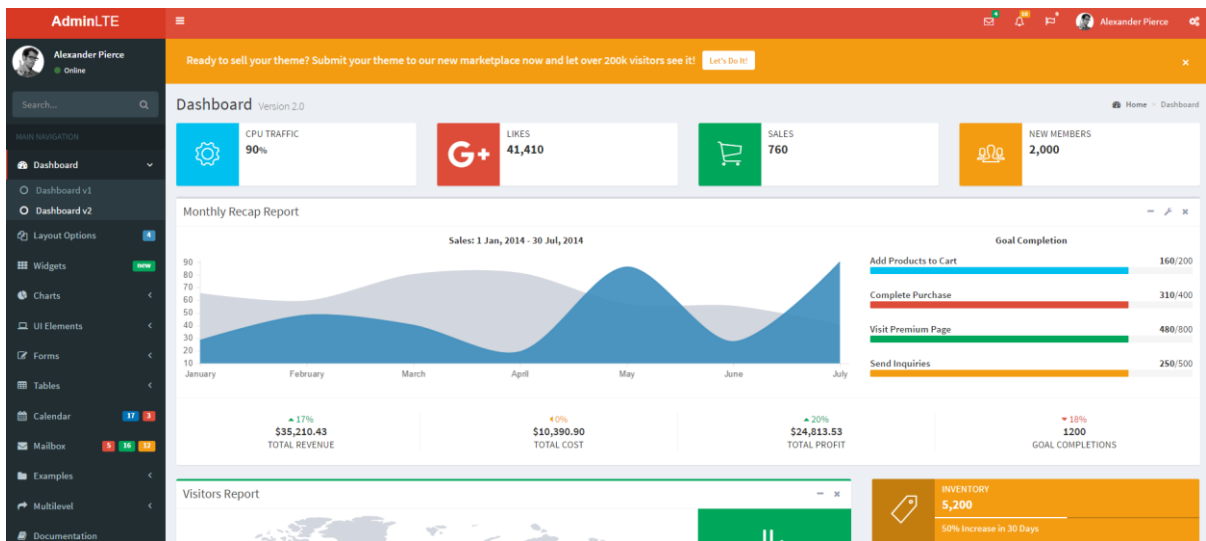 AdminLTE
4
10
9
Alexander Pierce
Alexander Pierce
Online
Search...
MAIN NAVIGATION
Dashboard
Dashboard v1
Dashboard v2
Layout Options 4
Widgets new
Charts
UI Elements
Forms
Tables
Calendar 17 3
Mailbox 5 16 12
Examples
Multilevel
Documentation
Ready to sell your theme? Submit your theme to our new marketplace now and let over 200k visitors see it! Let's Do It!
Dashboard Version 2.0
Home > Dashboard
CPU TRAFFIC
90%
G+
LIKES
41,410
SALES
760
NEW MEMBERS
2,000
Monthly Recap Report
Sales: 1 Jan, 2014 - 30 Jul, 2014
90
80
70
60
50
40
30
20
10
January February March April May June July
Goal Completion
Add Products to Cart 160/200
Complete Purchase 310/400
Visit Premium Page 480/800
Send Inquiries 250/500
17%
$35,210.43
TOTAL REVENUE
0%
$10,390.90
TOTAL COST
20%
$24,813.53
TOTAL PROFIT
18%
1200
GOAL COMPLETIONS
Visitors Report
INVENTORY
5,200
50% Increase in 30 Days